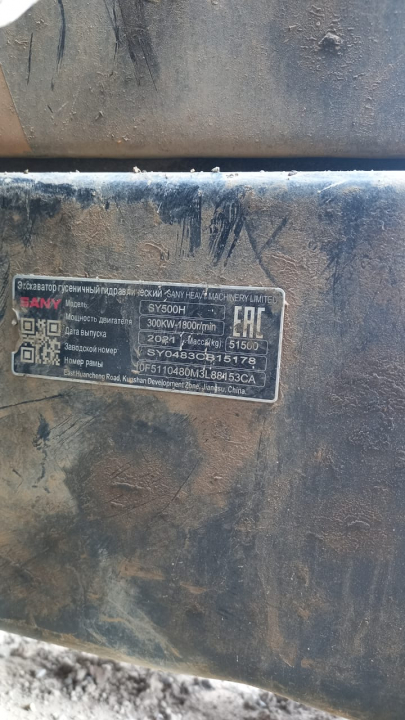 Экскаватор гусеничный гидравлический SANY HEAVY MACHINERY LIMITED
SANY Модель SY500H EAC
Мощность двигателя 300KW-1800r/min
Дата выпуска 2021 Масса(kg): 51500
Заводской номер SY0483CB15178
Номер рамы 0F5110480M3L88153CA
East Huancheng Road, Kunshan Development Zone, Jiangsu, China.